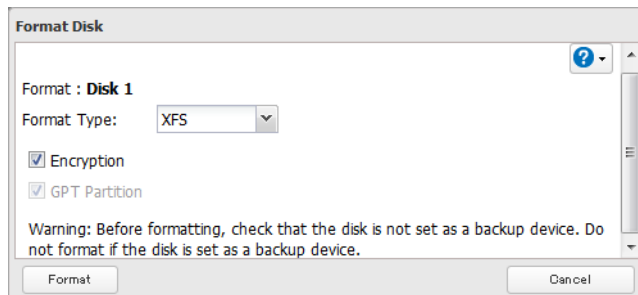 Format Disk
?
Format : Disk 1
Format Type: XFS
Encryption
GPT Partition
Warning: Before formatting, check that the disk is not set as a backup device. Do
not format if the disk is set as a backup device.
Format Cancel